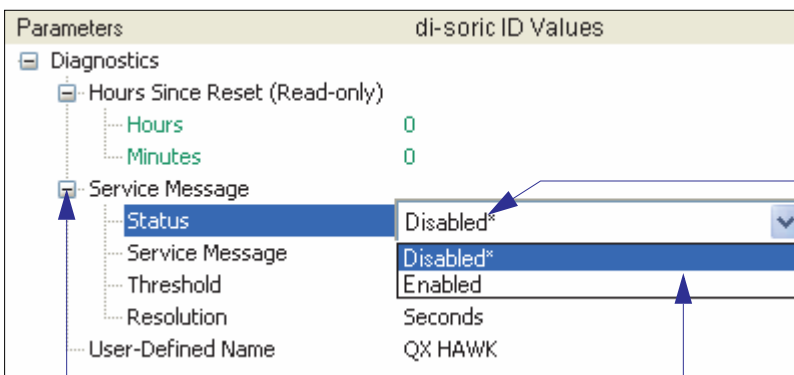 Parameters di-soric ID Values
Diagnostics
Hours Since Reset (Read-only)
Hours 0
Minutes 0
Service Message
Status Disabled*
Service Message Disabled*
Threshold Enabled
Resolution Seconds
User-Defined Name QX HAWK